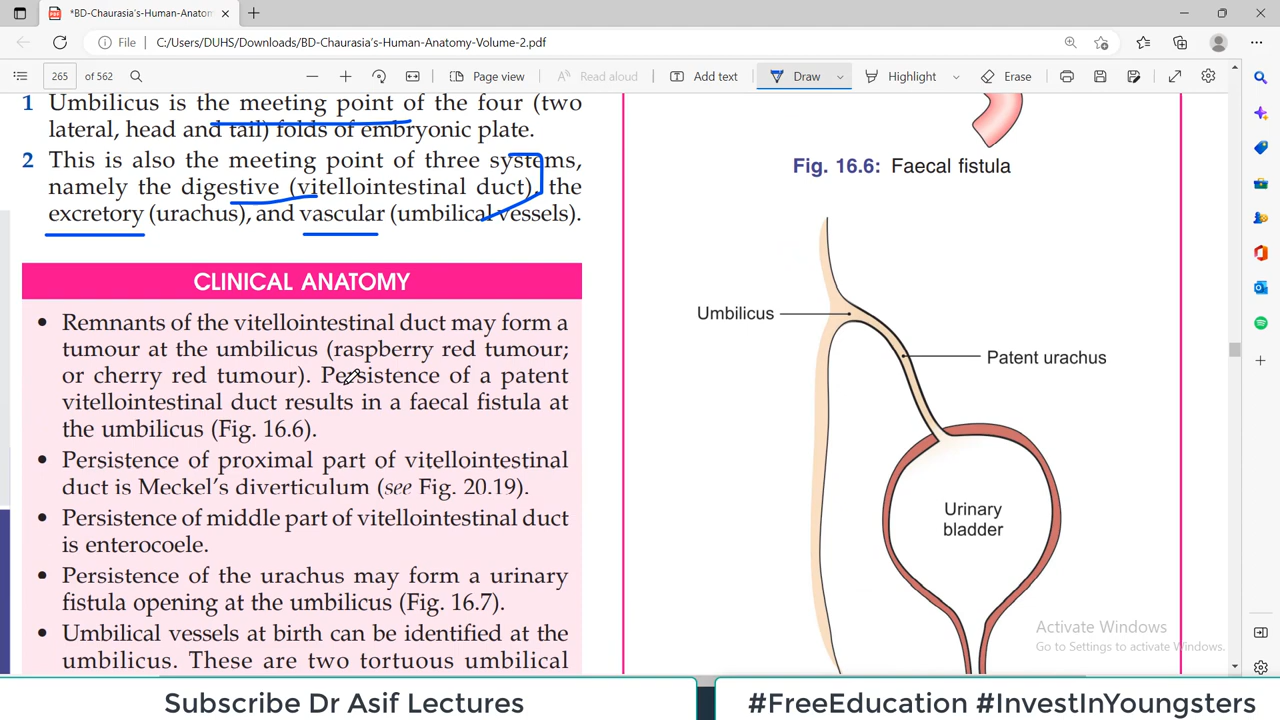 *BD-Chaurasia's-Human-Anatom
File
C:/Users/DUHS/Downloads/BD-Chaurasia's-Human-Anatomy-Volume-2.pdf
265 of 562
Page view
Read aloud
Add text
Draw
Highlight
Erase
1 Umbilicus is the meeting point of the four (two
lateral, head and tail) folds of embryonic plate.
2 This is also the meeting point of three systems,
namely the digestive (vitellointestinal duct), the
excretory (urachus), and vascular (umbilical vessels).
CLINICAL ANATOMY
• Remnants of the vitellointestinal duct may form a
tumour at the umbilicus (raspberry red tumour;
or cherry red tumour). Persistence of a patent
vitellointestinal duct results in a faecal fistula at
the umbilicus (Fig. 16.6).
• Persistence of proximal part of vitellointestinal
duct is Meckel's diverticulum (see Fig. 20.19).
• Persistence of middle part of vitellointestinal duct
is enterocoele.
• Persistence of the urachus may form a urinary
fistula opening at the umbilicus (Fig. 16.7).
• Umbilical vessels at birth can be identified at the
umbilicus. These are two tortuous umbilical
Fig. 16.6: Faecal fistula
Umbilicus
Patent urachus
Urinary
bladder
Activate Windows
Go to Settings to activate Windows.
Subscribe Dr Asif Lectures
#FreeEducation #InvestInYoungsters